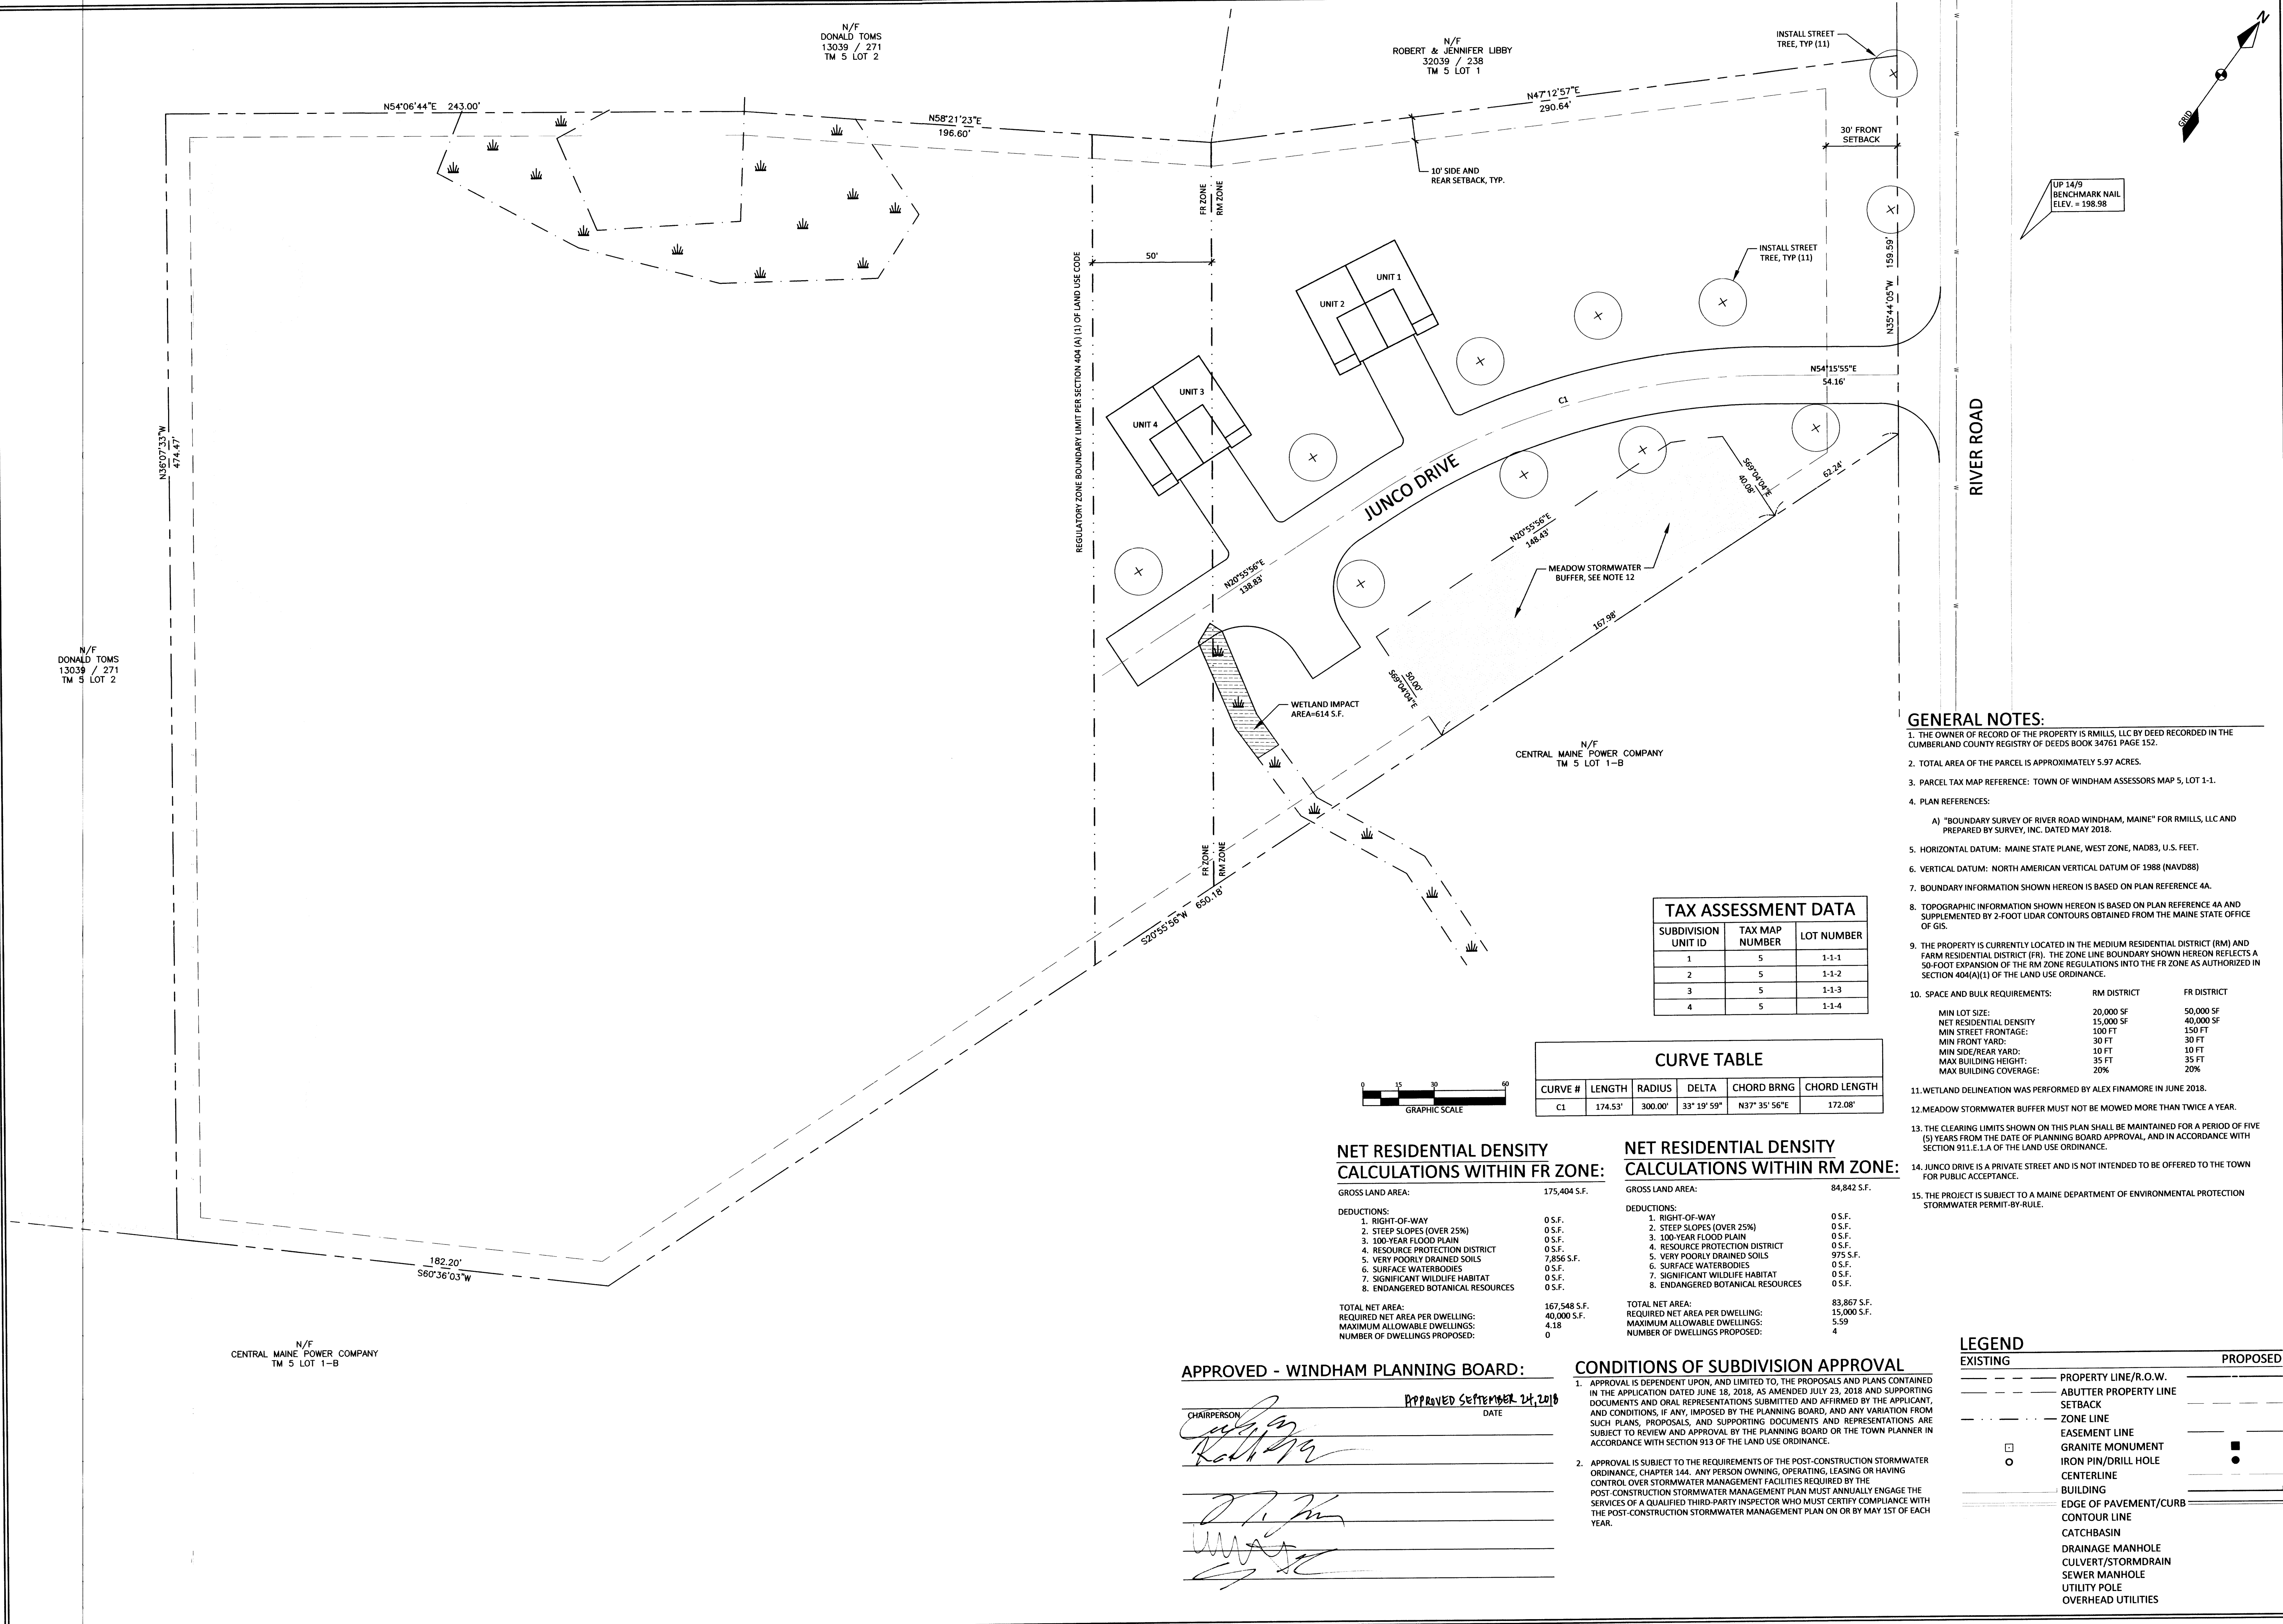 N/F
DONALD TOMS
13039 / 271
TM 5 LOT 2
N/F
ROBERT & JENNIFER LIBBY
32039 / 238
TM 5 LOT 1
INSTALL STREET
TREE, TYP (11)
N
GRID
N54°06'44"E 243.00'
N58°21'23"E
196.60'
N47°12'57"E
290.64'
30' FRONT
SETBACK
10' SIDE AND
REAR SETBACK, TYP.
UP 14/9
BENCHMARK NAIL
ELEV. = 198.98
FR ZONE
RM ZONE
50'
REGULATORY ZONE BOUNDARY LIMIT PER SECTION 404 (A) (1) OF LAND USE CODE
INSTALL STREET
TREE, TYP (11)
N35°44'05"W 159.59'
UNIT 1
UNIT 2
UNIT 3
UNIT 4
N54°15'55"E
54.16'
C1
RIVER ROAD
W
W
W
W
W
W
JUNCO DRIVE
N36°07'33"W
474.47'
S69°04'04"E
40.08'
62.24'
N20°55'56"E
148.43'
MEADOW STORMWATER
BUFFER, SEE NOTE 12
N20°55'56"E
138.83'
167.98'
50.00'
S69°04'04"E
WETLAND IMPACT
AREA=614 S.F.
N/F
DONALD TOMS
13039 / 271
TM 5 LOT 2
N/F
CENTRAL MAINE POWER COMPANY
TM 5 LOT 1-B
FR ZONE
RM ZONE
S20°55'56"W 650.18'
182.20'
S60°36'03"W
N/F
CENTRAL MAINE POWER COMPANY
TM 5 LOT 1-B
GENERAL NOTES:
1. THE OWNER OF RECORD OF THE PROPERTY IS RMILLS, LLC BY DEED RECORDED IN THE
CUMBERLAND COUNTY REGISTRY OF DEEDS BOOK 34761 PAGE 152.
2. TOTAL AREA OF THE PARCEL IS APPROXIMATELY 5.97 ACRES.
3. PARCEL TAX MAP REFERENCE: TOWN OF WINDHAM ASSESSORS MAP 5, LOT 1-1.
4. PLAN REFERENCES:
A) "BOUNDARY SURVEY OF RIVER ROAD WINDHAM, MAINE" FOR RMILLS, LLC AND
PREPARED BY SURVEY, INC. DATED MAY 2018.
5. HORIZONTAL DATUM: MAINE STATE PLANE, WEST ZONE, NAD83, U.S. FEET.
6. VERTICAL DATUM: NORTH AMERICAN VERTICAL DATUM OF 1988 (NAVD88)
7. BOUNDARY INFORMATION SHOWN HEREON IS BASED ON PLAN REFERENCE 4A.
8. TOPOGRAPHIC INFORMATION SHOWN HEREON IS BASED ON PLAN REFERENCE 4A AND
SUPPLEMENTED BY 2-FOOT LIDAR CONTOURS OBTAINED FROM THE MAINE STATE OFFICE
OF GIS.
9. THE PROPERTY IS CURRENTLY LOCATED IN THE MEDIUM RESIDENTIAL DISTRICT (RM) AND
FARM RESIDENTIAL DISTRICT (FR). THE ZONE LINE BOUNDARY SHOWN HEREON REFLECTS A
50-FOOT EXPANSION OF THE RM ZONE REGULATIONS INTO THE FR ZONE AS AUTHORIZED IN
SECTION 404(A)(1) OF THE LAND USE ORDINANCE.
10. SPACE AND BULK REQUIREMENTS: RM DISTRICT FR DISTRICT
MIN LOT SIZE: 20,000 SF 50,000 SF
NET RESIDENTIAL DENSITY 15,000 SF 40,000 SF
MIN STREET FRONTAGE: 100 FT 150 FT
MIN FRONT YARD: 30 FT 30 FT
MIN SIDE/REAR YARD: 10 FT 10 FT
MAX BUILDING HEIGHT: 35 FT 35 FT
MAX BUILDING COVERAGE: 20% 20%
11.WETLAND DELINEATION WAS PERFORMED BY ALEX FINAMORE IN JUNE 2018.
12.MEADOW STORMWATER BUFFER MUST NOT BE MOWED MORE THAN TWICE A YEAR.
13. THE CLEARING LIMITS SHOWN ON THIS PLAN SHALL BE MAINTAINED FOR A PERIOD OF FIVE
(5) YEARS FROM THE DATE OF PLANNING BOARD APPROVAL, AND IN ACCORDANCE WITH
SECTION 911.E.1.A OF THE LAND USE ORDINANCE.
14. JUNCO DRIVE IS A PRIVATE STREET AND IS NOT INTENDED TO BE OFFERED TO THE TOWN
FOR PUBLIC ACCEPTANCE.
15. THE PROJECT IS SUBJECT TO A MAINE DEPARTMENT OF ENVIRONMENTAL PROTECTION
STORMWATER PERMIT-BY-RULE.
TAX ASSESSMENT DATA
SUBDIVISION UNIT ID TAX MAP NUMBER LOT NUMBER
1 5 1-1-1
2 5 1-1-2
3 5 1-1-3
4 5 1-1-4
CURVE TABLE
CURVE # LENGTH RADIUS DELTA CHORD BRNG CHORD LENGTH
C1 174.53' 300.00' 33° 19' 59" N37° 35' 56"E 172.08'
0 15 30 60
GRAPHIC SCALE
NET RESIDENTIAL DENSITY
CALCULATIONS WITHIN FR ZONE:
GROSS LAND AREA: 175,404 S.F.
DEDUCTIONS:
1. RIGHT-OF-WAY 0 S.F.
2. STEEP SLOPES (OVER 25%) 0 S.F.
3. 100-YEAR FLOOD PLAIN 0 S.F.
4. RESOURCE PROTECTION DISTRICT 0 S.F.
5. VERY POORLY DRAINED SOILS 7,856 S.F.
6. SURFACE WATERBODIES 0 S.F.
7. SIGNIFICANT WILDLIFE HABITAT 0 S.F.
8. ENDANGERED BOTANICAL RESOURCES 0 S.F.
TOTAL NET AREA: 167,548 S.F.
REQUIRED NET AREA PER DWELLING: 40,000 S.F.
MAXIMUM ALLOWABLE DWELLINGS: 4.18
NUMBER OF DWELLINGS PROPOSED: 0
NET RESIDENTIAL DENSITY
CALCULATIONS WITHIN RM ZONE:
GROSS LAND AREA: 84,842 S.F.
DEDUCTIONS:
1. RIGHT-OF-WAY 0 S.F.
2. STEEP SLOPES (OVER 25%) 0 S.F.
3. 100-YEAR FLOOD PLAIN 0 S.F.
4. RESOURCE PROTECTION DISTRICT 0 S.F.
5. VERY POORLY DRAINED SOILS 975 S.F.
6. SURFACE WATERBODIES 0 S.F.
7. SIGNIFICANT WILDLIFE HABITAT 0 S.F.
8. ENDANGERED BOTANICAL RESOURCES 0 S.F.
TOTAL NET AREA: 83,867 S.F.
REQUIRED NET AREA PER DWELLING: 15,000 S.F.
MAXIMUM ALLOWABLE DWELLINGS: 5.59
NUMBER OF DWELLINGS PROPOSED: 4
APPROVED - WINDHAM PLANNING BOARD:
APPROVED SEPTEMBER 24, 2018
CHAIRPERSON DATE
CONDITIONS OF SUBDIVISION APPROVAL
1. APPROVAL IS DEPENDENT UPON, AND LIMITED TO, THE PROPOSALS AND PLANS CONTAINED
IN THE APPLICATION DATED JUNE 18, 2018, AS AMENDED JULY 23, 2018 AND SUPPORTING
DOCUMENTS AND ORAL REPRESENTATIONS SUBMITTED AND AFFIRMED BY THE APPLICANT,
AND CONDITIONS, IF ANY, IMPOSED BY THE PLANNING BOARD, AND ANY VARIATION FROM
SUCH PLANS, PROPOSALS, AND SUPPORTING DOCUMENTS AND REPRESENTATIONS ARE
SUBJECT TO REVIEW AND APPROVAL BY THE PLANNING BOARD OR THE TOWN PLANNER IN
ACCORDANCE WITH SECTION 913 OF THE LAND USE ORDINANCE.
2. APPROVAL IS SUBJECT TO THE REQUIREMENTS OF THE POST-CONSTRUCTION STORMWATER
ORDINANCE, CHAPTER 144. ANY PERSON OWNING, OPERATING, LEASING OR HAVING
CONTROL OVER STORMWATER MANAGEMENT FACILITIES REQUIRED BY THE
POST-CONSTRUCTION STORMWATER MANAGEMENT PLAN MUST ANNUALLY ENGAGE THE
SERVICES OF A QUALIFIED THIRD-PARTY INSPECTOR WHO MUST CERTIFY COMPLIANCE WITH
THE POST-CONSTRUCTION STORMWATER MANAGEMENT PLAN ON OR BY MAY 1ST OF EACH
YEAR.
LEGEND
EXISTING PROPOSED
PROPERTY LINE/R.O.W.
ABUTTER PROPERTY LINE
SETBACK
ZONE LINE
EASEMENT LINE
GRANITE MONUMENT
IRON PIN/DRILL HOLE
CENTERLINE
BUILDING
EDGE OF PAVEMENT/CURB
CONTOUR LINE
CATCHBASIN
DRAINAGE MANHOLE
CULVERT/STORMDRAIN
SEWER MANHOLE
UTILITY POLE
OVERHEAD UTILITIES